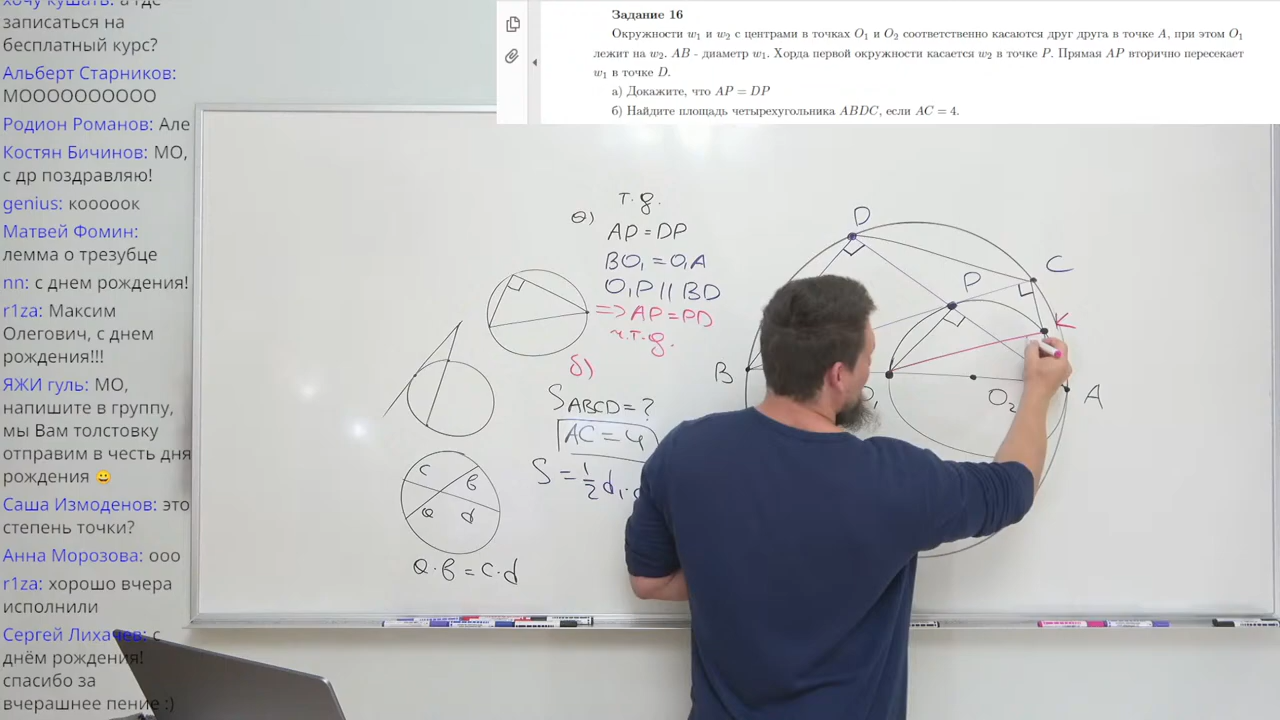 хочу кушать: а где
записаться на
бесплатный курс?
Альберт Стариков:
МОООООООООО
Родион Романов: Але
Костян Бичинов: МО,
с др поздравляю!
genius: кооооок
Матвей Фомин:
лемма о трезубце
nn: с днем рождения!
r1za: Максим
Олегович, с днем
рождения!!!
ЯЖИ гуль: МО,
напишите в группу,
мы Вам толстовку
отправим в честь дня
рождения 😀
Саша Измоденов: это
степень точки?
Анна Морозова: ооо
r1za: хорошо вчера
исполнили
Сергей Лихачев: с
днём рождения!
спасибо за
вчерашнее пение :)
Задание 16
Окружности w₁ и w₂ с центрами в точках O₁ и O₂ соответственно касаются друг друга в точке A, при этом O₁
лежит на w₂. AB - диаметр w₁. Хорда первой окружности касается w₂ в точке P. Прямая AP вторично пересекает
w₁ в точке D.
а) Докажите, что AP = DP
б) Найдите площадь четырехугольника ABDC, если AC = 4.
т.д.
а)
AP = DP
BO₁ = O₁A
O₁P || BD
=> AP = PD
ч.т.д.
б)
S ABCD = ?
AC = 4
S = 1/2 d₁·
c
b
a
d
a·b = c·d
D
C
P
K
B
O₁
O₂
A